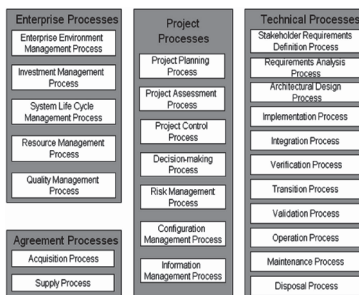 Enterprise Processes
Enterprise Environment
Management Process
Investment Management
Process
System Life Cycle
Management Process
Resource Management
Process
Quality Management
Process
Agreement Processes
Acquisition Process
Supply Process
Project
Processes
Project Planning
Process
Project Assessment
Process
Project Control
Process
Decision-making
Process
Risk Management
Process
Configuration
Management Process
Information
Management Process
Technical Processes
Stakeholder Requirements
Definition Process
Requirements Analysis
Process
Architectural Design
Process
Implementation Process
Integration Process
Verification Process
Transition Process
Validation Process
Operation Process
Maintenance Process
Disposal Process